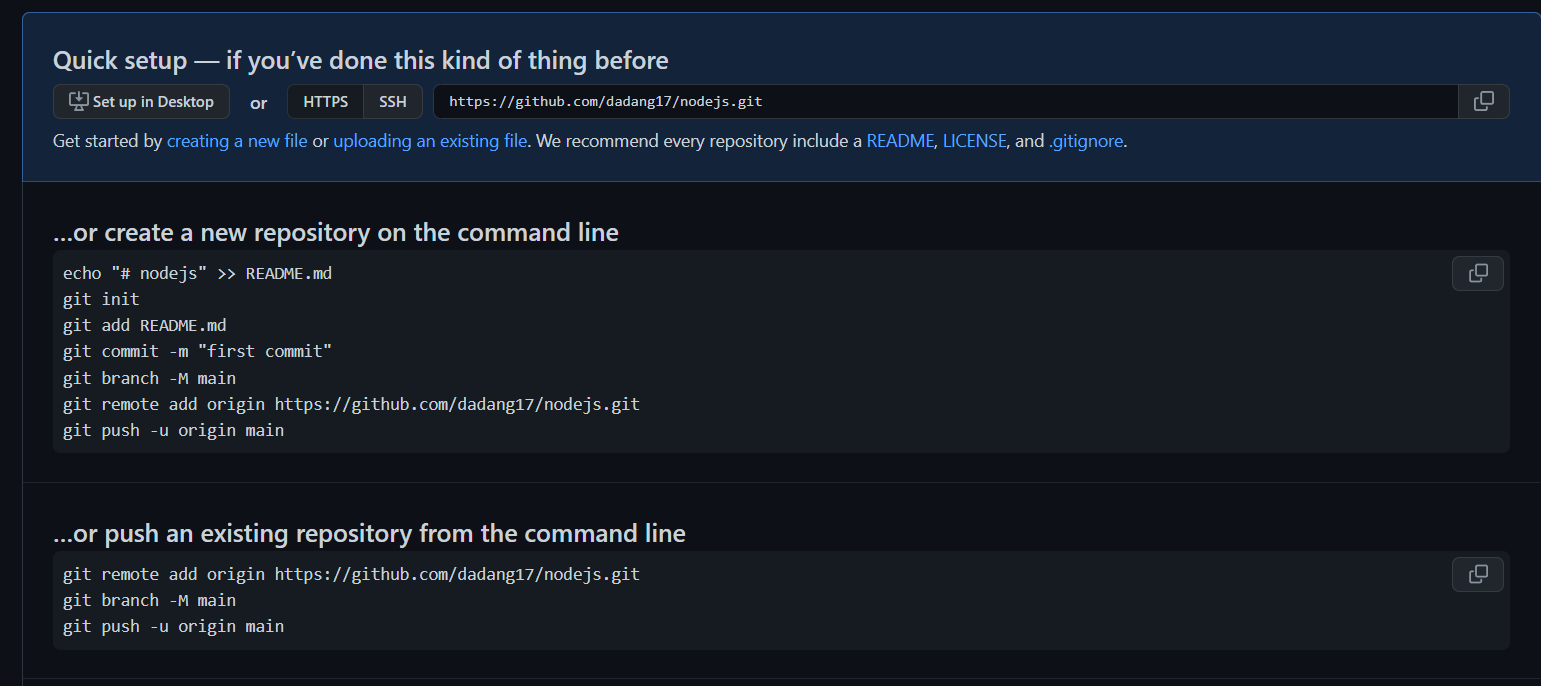 Quick setup — if you’ve done this kind of thing before
Set up in Desktop or HTTPS SSH https://github.com/dadang17/nodejs.git
Get started by creating a new file or uploading an existing file. We recommend every repository include a README, LICENSE, and .gitignore.
…or create a new repository on the command line
echo "# nodejs" >> README.md
git init
git add README.md
git commit -m "first commit"
git branch -M main
git remote add origin https://github.com/dadang17/nodejs.git
git push -u origin main
…or push an existing repository from the command line
git remote add origin https://github.com/dadang17/nodejs.git
git branch -M main
git push -u origin main